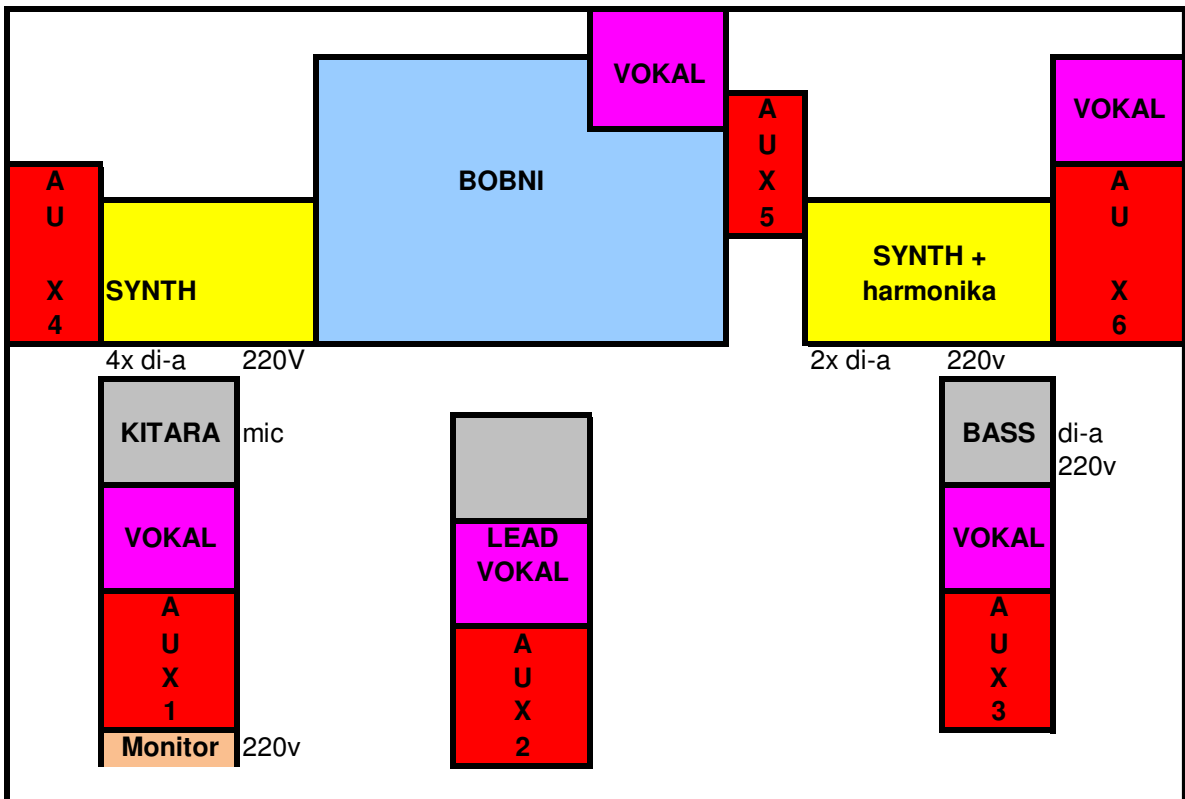 VOKAL
VOKAL
BOBNI
A
U
X
5
A
U
X
4
SYNTH
SYNTH +
harmonika
A
U
X
6
4x di-a
220V
2x di-a
220v
KITARA
mic
BASS
di-a
220v
VOKAL
LEAD
VOKAL
VOKAL
A
U
X
1
A
U
X
2
A
U
X
3
Monitor
220v